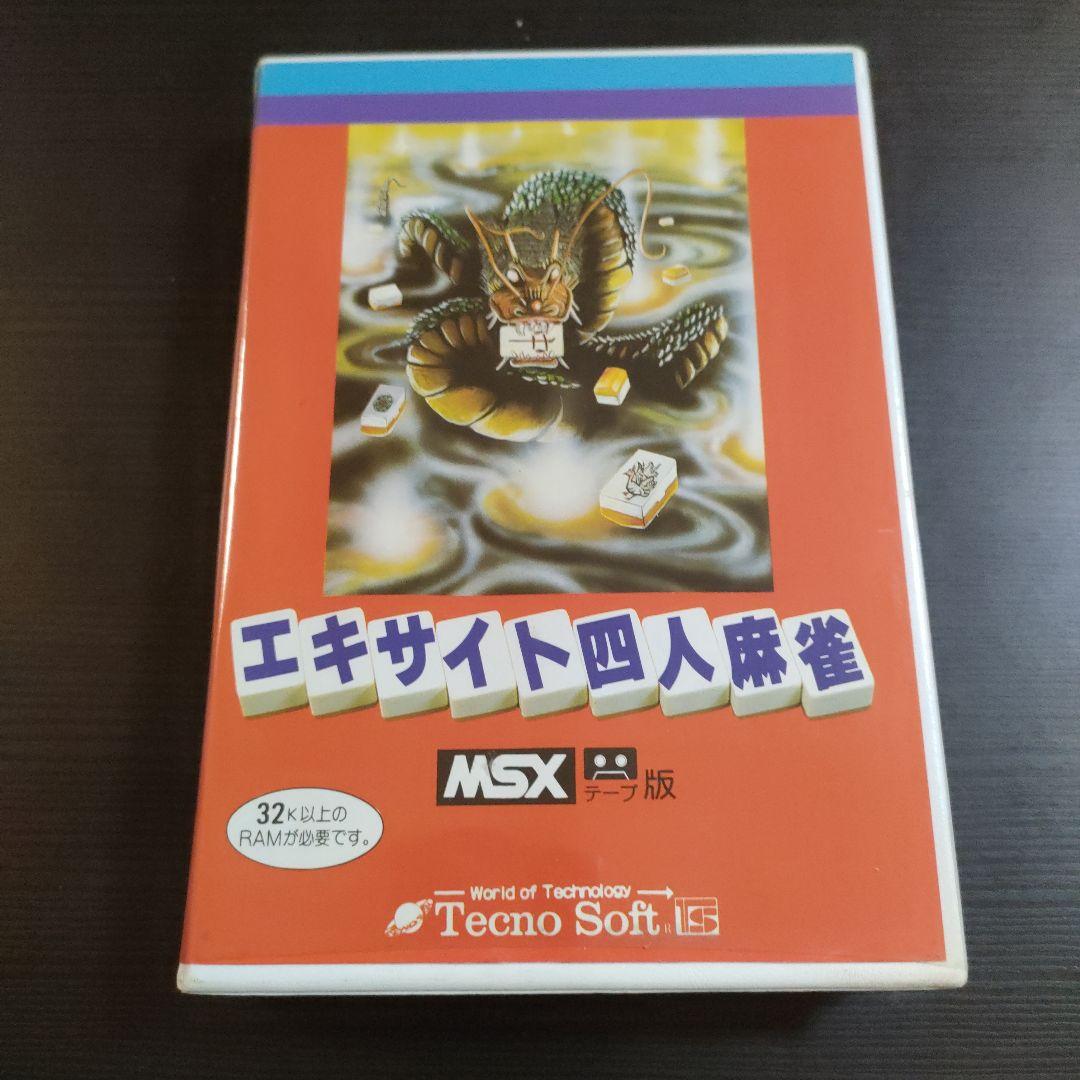 エキサイト四人麻雀
MSX テープ版
32K以上の
RAMが必要です。
World of Technology
Tecno Soft